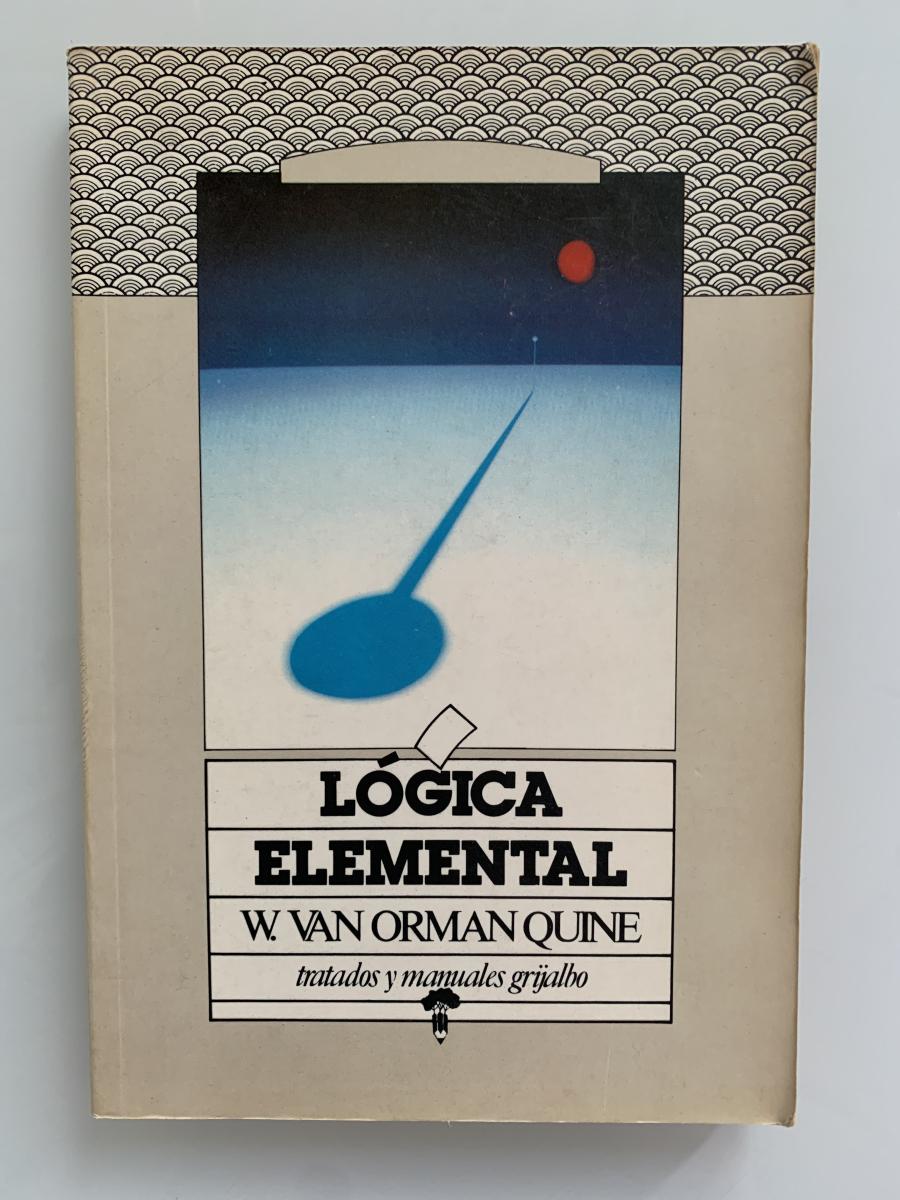 LÓGICA
ELEMENTAL
W. VAN ORMAN QUINE
tratados y manuales grijalbo